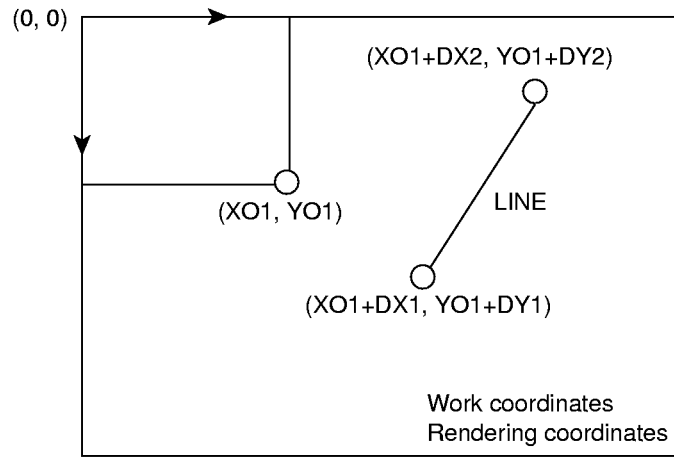 (0, 0)
(XO1+DX2, YO1+DY2)
(XO1, YO1)
LINE
(XO1+DX1, YO1+DY1)
Work coordinates
Rendering coordinates